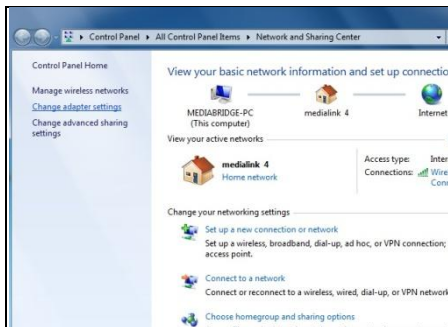 Control Panel ▸ All Control Panel Items ▸ Network and Sharing Center
Control Panel Home
Manage wireless networks
Change adapter settings
Change advanced sharing
settings
View your basic network information and set up connectio
MEDIABRIDGE-PC
(This computer)
medialink 4
Internet
View your active networks
medialink 4
Home network
Access type: Inter
Connections: Wire
Conn
Change your networking settings
Set up a new connection or network
Set up a wireless, broadband, dial-up, ad hoc, or VPN connection;
access point.
Connect to a network
Connect or reconnect to a wireless, wired, dial-up, or VPN network
Choose homegroup and sharing options